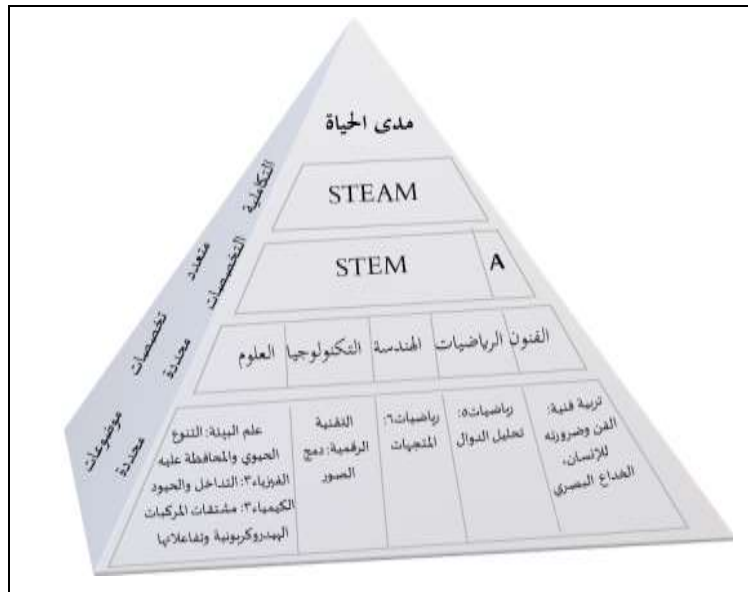 مدى الحياة
STEAM
STEM
A
الفنون
الرياضيات
الهندسة
التكنولوجيا
العلوم
تربية فنية:
الفن وضرورته
للإنسان،
الخداع البصري
رياضيات٥:
تحليل الدوال
رياضيات٦:
المتجهات
التقنية
الرقمية: دمج
الصور
علم البيئة: التنوع
الحيوي والمحافظة عليه
الفيزياء٣: التداخل والحيود
الكيمياء٣: مشتقات المركبات
الهيدروكربونية وتفاعلاتها
التكاملية
متعدد
التخصصات
تخصصات
محددة
موضوعات
محددة